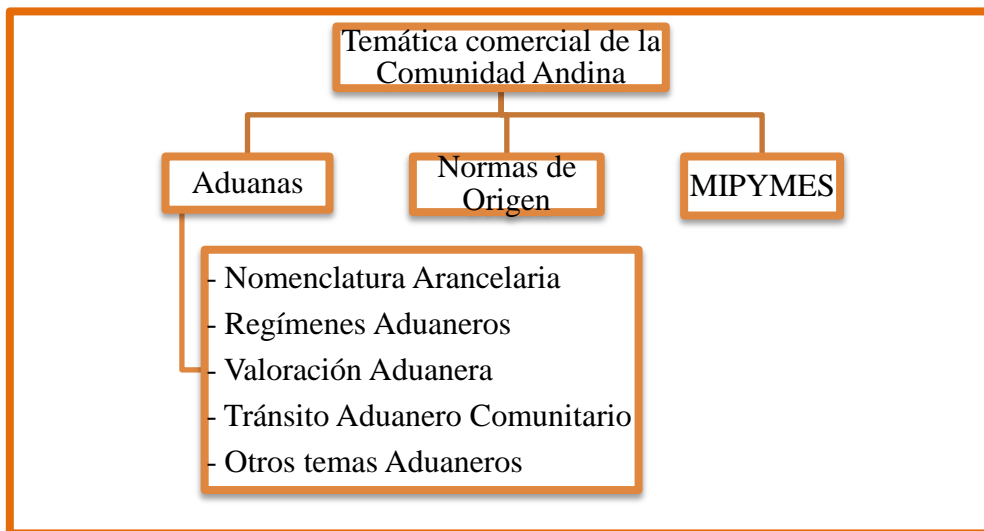 Temática comercial de la
Comunidad Andina
Aduanas
Normas de
Origen
MIPYMES
- Nomenclatura Arancelaria
- Regímenes Aduaneros
- Valoración Aduanera
- Tránsito Aduanero Comunitario
- Otros temas Aduaneros